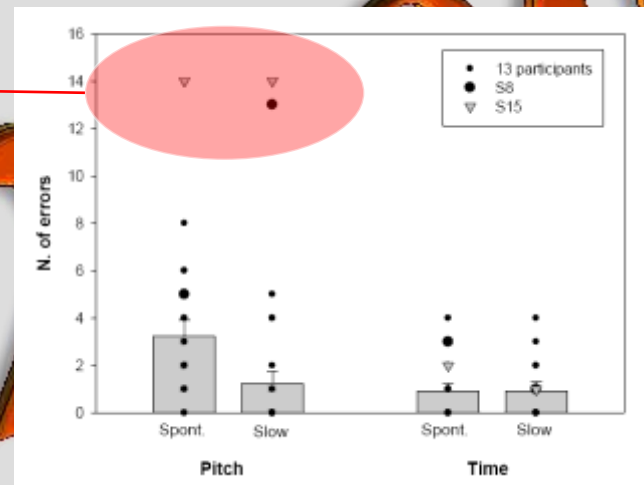 16
14
12
10
8
6
4
2
0
N. of errors
13 participants
S8
S15
Spont. Slow Spont. Slow
Pitch Time